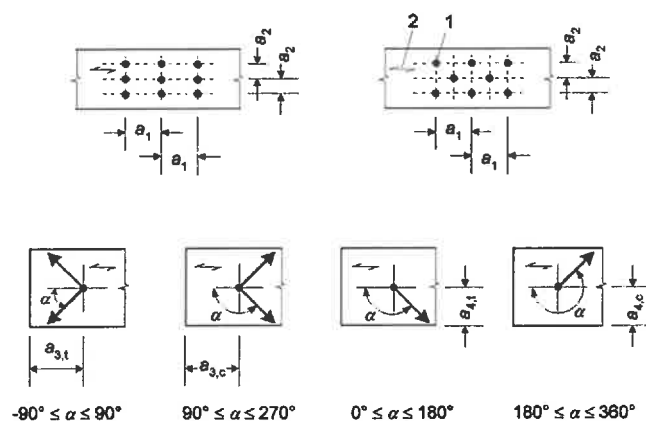 2 1
a2 a2
a2 a2
a1 a1
a1 a1
α α α α
a4,t a4,c
a3,t a3,c
-90° ≤ α ≤ 90° 90° ≤ α ≤ 270° 0° ≤ α ≤ 180° 180° ≤ α ≤ 360°